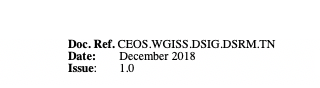 Doc. Ref. CEOS.WGISS.DSIG.DSRM.TN
Date: December 2018
Issue: 1.0